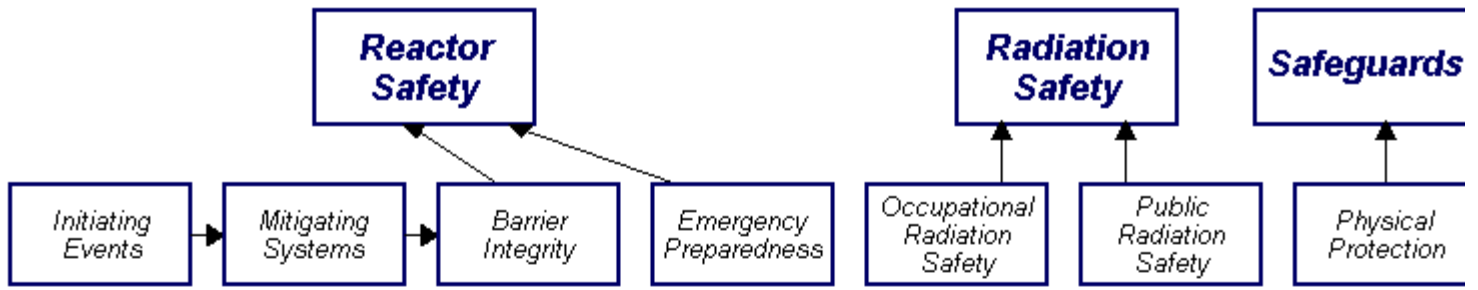 Reactor
Safety
Radiation
Safety
Safeguards
Initiating
Events
Mitigating
Systems
Barrier
Integrity
Emergency
Preparedness
Occupational
Radiation
Safety
Public
Radiation
Safety
Physical
Protection